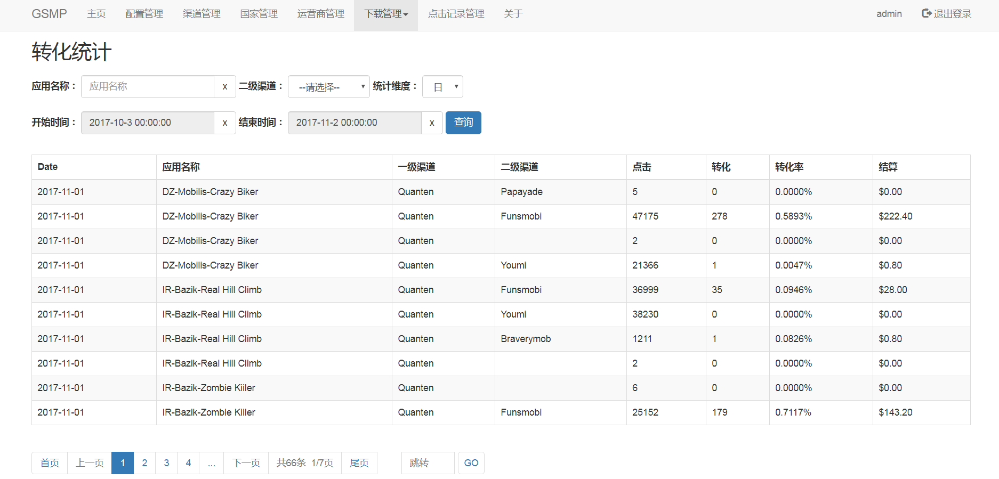 GSMP 主页 配置管理 渠道管理 国家管理 运营商管理 下载管理 点击记录管理 关于 admin 退出登录
转化统计
应用名称： 应用名称 x 二级渠道： --请选择-- 统计维度： 日
开始时间： 2017-10-3 00:00:00 x 结束时间： 2017-11-2 00:00:00 x 查询
Date 应用名称 一级渠道 二级渠道 点击 转化 转化率 结算
2017-11-01 DZ-Mobilis-Crazy Biker Quanten Papayade 5 0 0.0000% $0.00
2017-11-01 DZ-Mobilis-Crazy Biker Quanten Funsmobi 47175 278 0.5893% $222.40
2017-11-01 DZ-Mobilis-Crazy Biker Quanten 2 0 0.0000% $0.00
2017-11-01 DZ-Mobilis-Crazy Biker Quanten Youmi 21366 1 0.0047% $0.80
2017-11-01 IR-Bazik-Real Hill Climb Quanten Funsmobi 36999 35 0.0946% $28.00
2017-11-01 IR-Bazik-Real Hill Climb Quanten Youmi 38230 0 0.0000% $0.00
2017-11-01 IR-Bazik-Real Hill Climb Quanten Braverymob 1211 1 0.0826% $0.80
2017-11-01 IR-Bazik-Real Hill Climb Quanten 2 0 0.0000% $0.00
2017-11-01 IR-Bazik-Zombie Kiiler Quanten 6 0 0.0000% $0.00
2017-11-01 IR-Bazik-Zombie Kiiler Quanten Funsmobi 25152 179 0.7117% $143.20
首页 上一页 1 2 3 4 ... 下一页 共66条 1/7页 尾页 跳转 GO